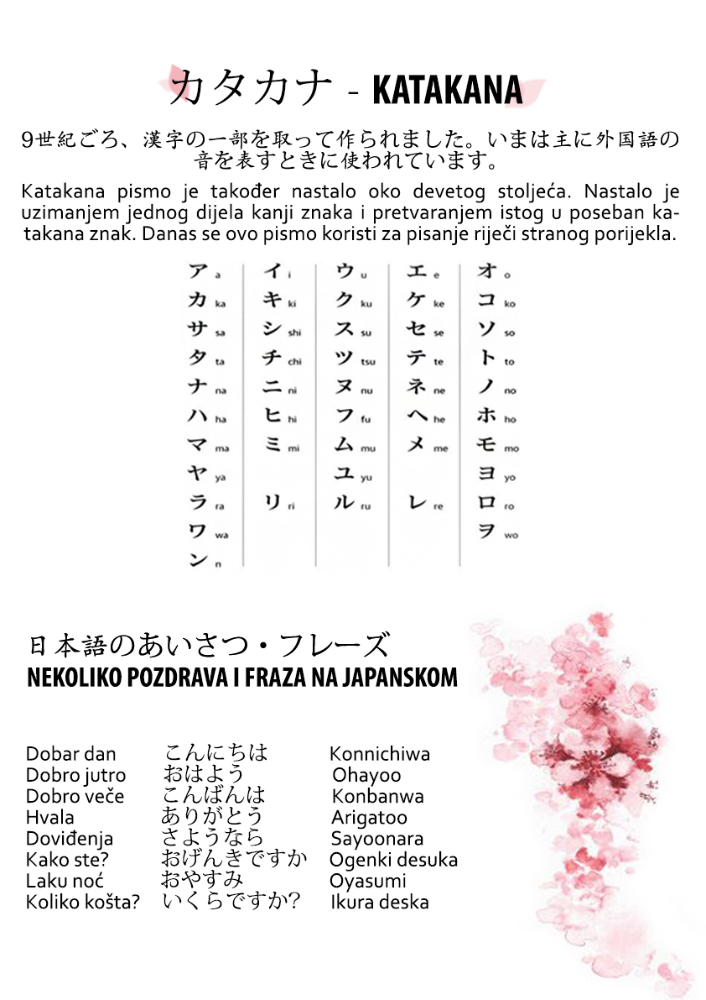 カタカナ - KATAKANA
9世紀ごろ、漢字の一部を取って作られました。いまは主に外国語の
音を表すときに使われています。
Katakana pismo je također nastalo oko devetog stoljeća. Nastalo je
uzimanjem jednog dijela kanji znaka i pretvaranjem istog u poseban ka-
takana znak. Danas se ovo pismo koristi za pisanje riječi stranog porijekla.
ア a イ i ウ u エ e オ o
カ ka キ ki ク ku ケ ke コ ko
サ sa シ shi ス su セ se ソ so
タ ta チ chi ツ tsu テ te ト to
ナ na ニ ni ヌ nu ネ ne ノ no
ハ ha ヒ hi フ fu ヘ he ホ ho
マ ma ミ mi ム mu メ me モ mo
ヤ ya ユ yu ヨ yo
ラ ra リ ri ル ru レ re ロ ro
ワ wa ヲ wo
ン n
日本語のあいさつ・フレーズ
NEKOLIKO POZDRAVA I FRAZA NA JAPANSKOM
Dobar dan こんにちは Konnichiwa
Dobro jutro おはよう Ohayoo
Dobro veče こんばんは Konbanwa
Hvala ありがとう Arigatoo
Doviđenja さようなら Sayoonara
Kako ste? おげんきですか Ogenki desuka
Laku noć おやすみ Oyasumi
Koliko košta? いくらですか? Ikura deska